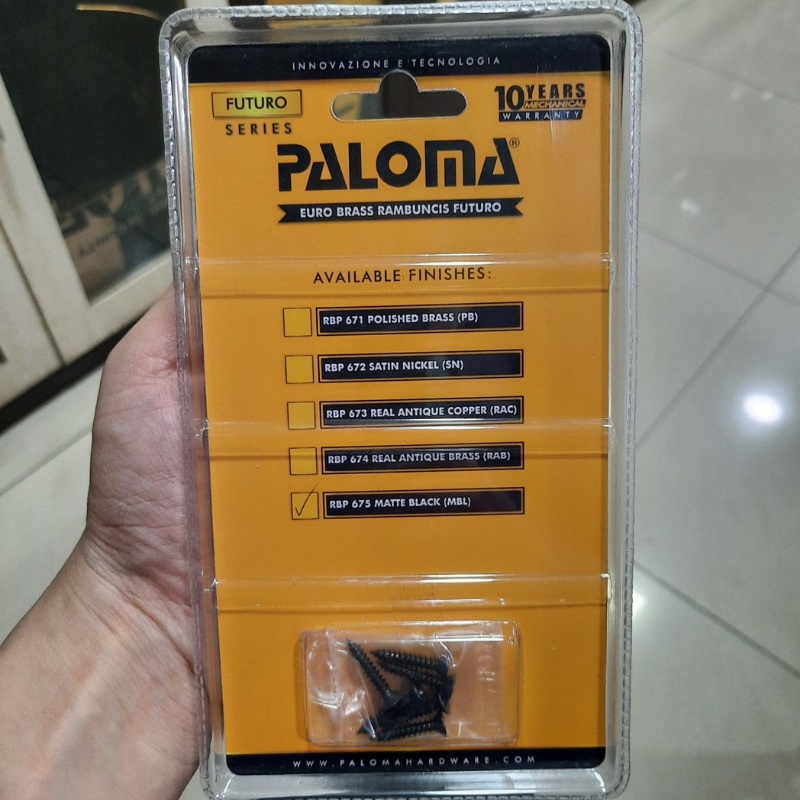 INNOVAZIONE E TECNOLOGIA
FUTURO
SERIES
10 YEARS
MECHANICAL
WARRANTY
PALOMA®
EURO BRASS RAMBUNCIS FUTURO
AVAILABLE FINISHES:
RBP 671 POLISHED BRASS (PB)
RBP 672 SATIN NICKEL (SN)
RBP 673 REAL ANTIQUE COPPER (RAC)
RBP 674 REAL ANTIQUE BRASS (RAB)
RBP 675 MATTE BLACK (MBL)
WWW.PALOMAHARDWARE.COM